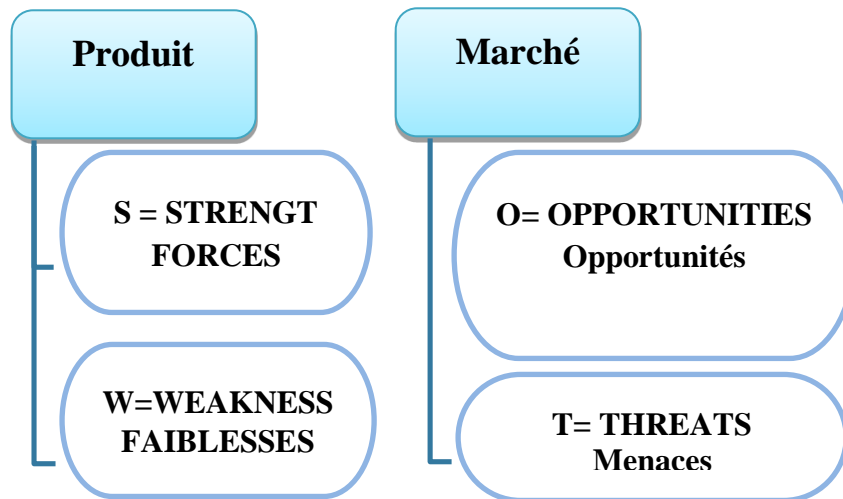 Produit
S = STRENGT
FORCES
W=WEAKNESS
FAIBLESSES
Marché
O= OPPORTUNITIES
Opportunités
T= THREATS
Menaces